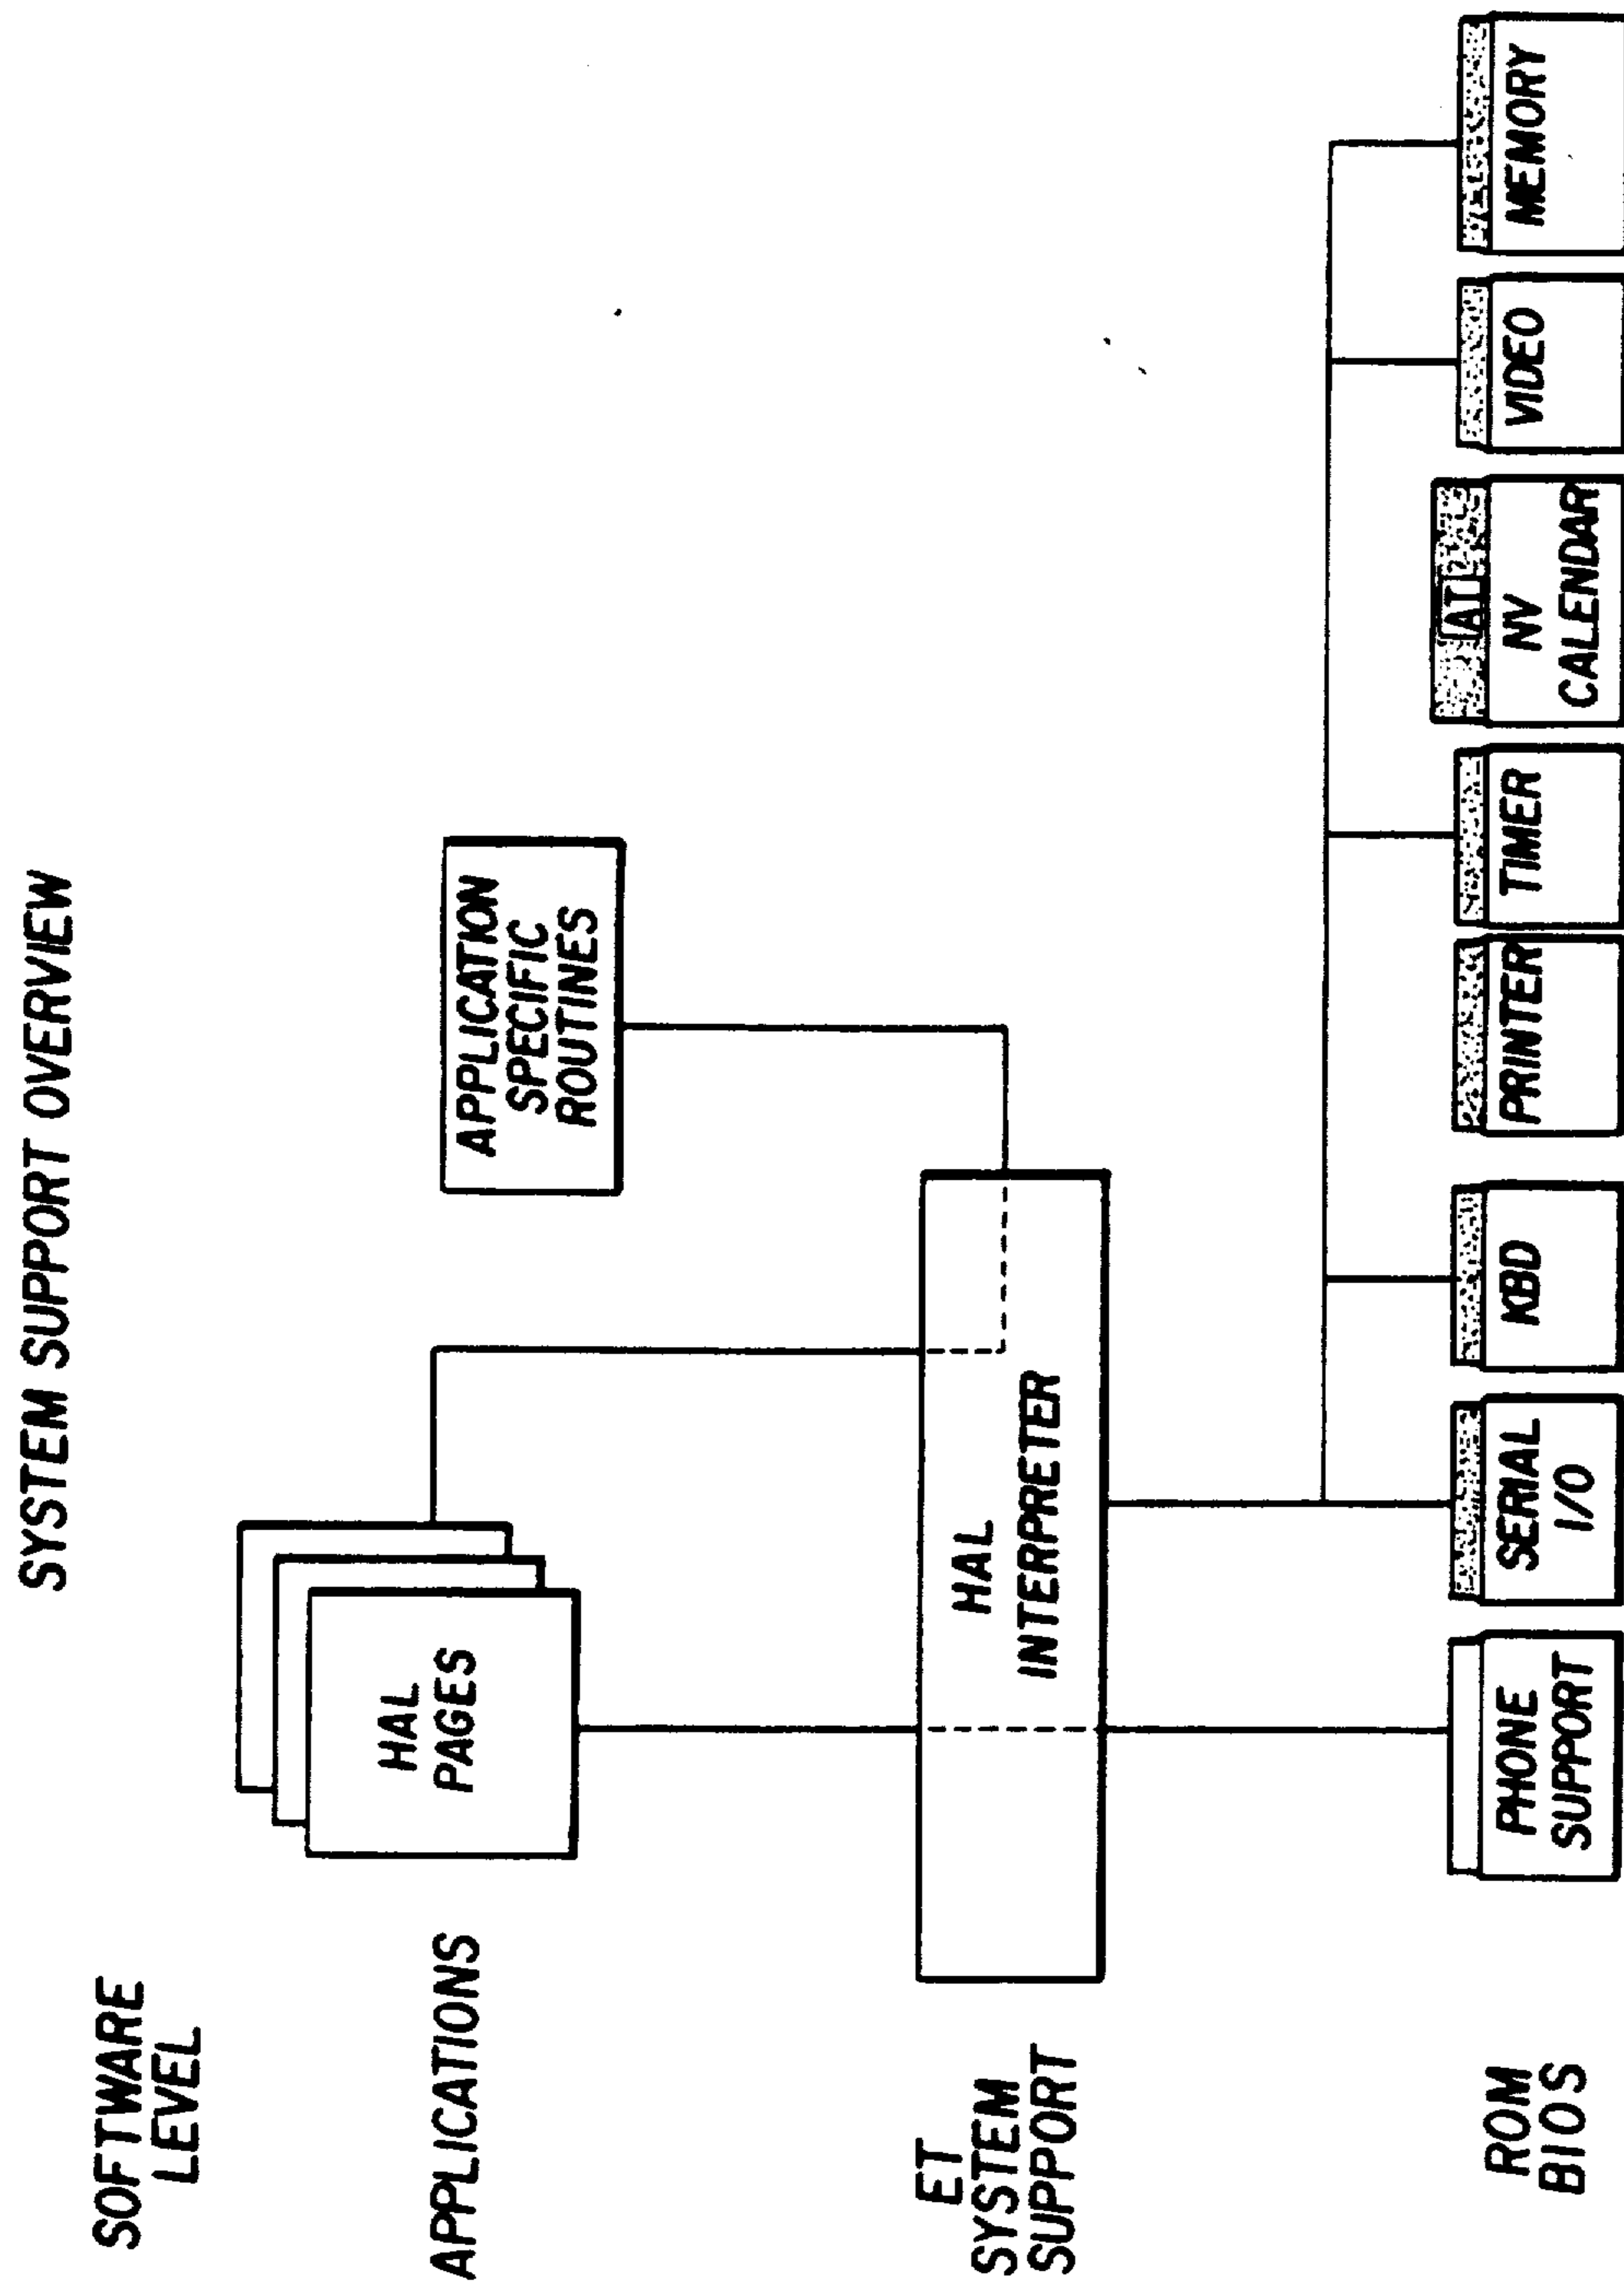 SYSTEM SUPPORT OVERVIEW
SOFTWARE
LEVEL
APPLICATIONS
HAL
PAGES
APPLICATION
SPECIFIC
ROUTINES
ET
SYSTEM
SUPPORT
HAL
INTERPRETER
ROM
BIOS
PHONE
SUPPORT
SERIAL
I/O
KBD
PRINTER
TIMER
AIL
NV
CALENDAR
VIDEO
MEMORY